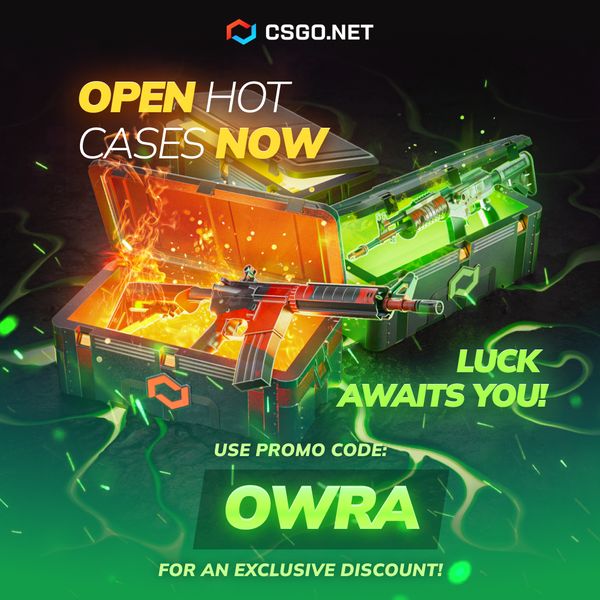 CSGO.NET
OPEN HOT
CASES NOW
LUCK
AWAITS YOU!
USE PROMO CODE:
OWRA
FOR AN EXCLUSIVE DISCOUNT!